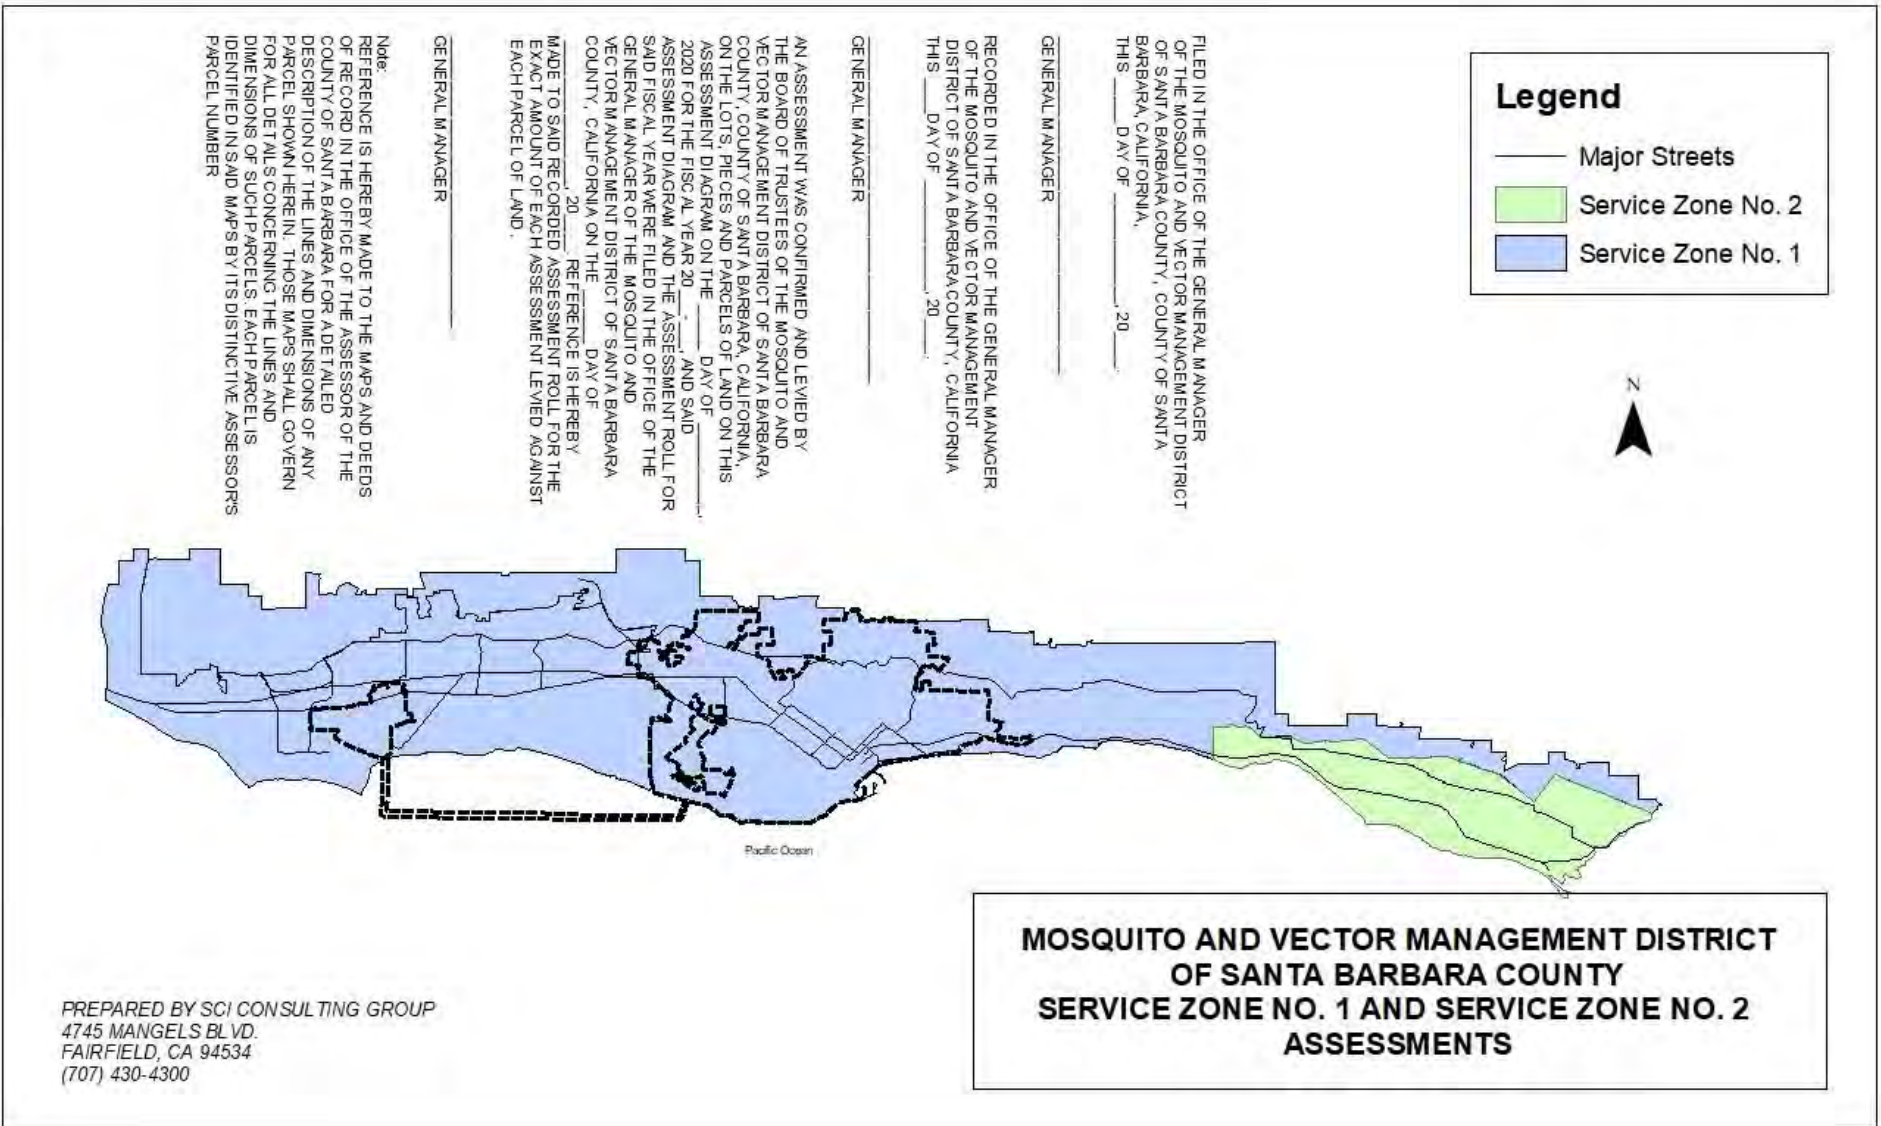 FILED IN THE OFFICE OF THE GENERAL MANAGER
OF THE MOSQUITO AND VECTOR MANAGEMENT DISTRICT
OF SANTA BARBARA COUNTY, COUNTY OF SANTA
BARBARA, CALIFORNIA,
THIS ______ DAY OF ______________, 20____.
GENERAL MANAGER
RECORDED IN THE OFFICE OF THE GENERAL MANAGER
OF THE MOSQUITO AND VECTOR MANAGEMENT
DISTRICT OF SANTA BARBARA COUNTY, CALIFORNIA
THIS ______ DAY OF ______________, 20____.
GENERAL MANAGER
AN ASSESSMENT WAS CONFIRMED AND LEVIED BY
THE BOARD OF TRUSTEES OF THE MOSQUITO AND
VECTOR MANAGEMENT DISTRICT OF SANTA BARBARA
COUNTY, COUNTY OF SANTA BARBARA, CALIFORNIA,
ON THE LOTS, PIECES AND PARCELS OF LAND ON THIS
ASSESSMENT DIAGRAM ON THE ______ DAY OF ____________,
2020 FOR THE FISCAL YEAR 20____-____, AND SAID
ASSESSMENT DIAGRAM AND THE ASSESSMENT ROLL FOR
SAID FISCAL YEAR WERE FILED IN THE OFFICE OF THE
GENERAL MANAGER OF THE MOSQUITO AND
VECTOR MANAGEMENT DISTRICT OF SANTA BARBARA
COUNTY, CALIFORNIA ON THE ______ DAY OF
______________, 20____. REFERENCE IS HEREBY
MADE TO SAID RECORDED ASSESSMENT ROLL FOR THE
EXACT AMOUNT OF EACH ASSESSMENT LEVIED AGAINST
EACH PARCEL OF LAND.
GENERAL MANAGER
Note:
REFERENCE IS HEREBY MADE TO THE MAPS AND DEEDS
OF RECORD IN THE OFFICE OF THE ASSESSOR OF THE
COUNTY OF SANTA BARBARA FOR A DETAILED
DESCRIPTION OF THE LINES AND DIMENSIONS OF ANY
PARCEL SHOWN HEREIN. THOSE MAPS SHALL GOVERN
FOR ALL DETAILS CONCERNING THE LINES AND
DIMENSIONS OF SUCH PARCELS. EACH PARCEL IS
IDENTIFIED IN SAID MAPS BY ITS DISTINCTIVE ASSESSOR'S
PARCEL NUMBER
Legend
Major Streets
Service Zone No. 2
Service Zone No. 1
N
Pacific Ocean
MOSQUITO AND VECTOR MANAGEMENT DISTRICT
OF SANTA BARBARA COUNTY
SERVICE ZONE NO. 1 AND SERVICE ZONE NO. 2
ASSESSMENTS
PREPARED BY SCI CONSULTING GROUP
4745 MANGELS BLVD.
FAIRFIELD, CA 94534
(707) 430-4300